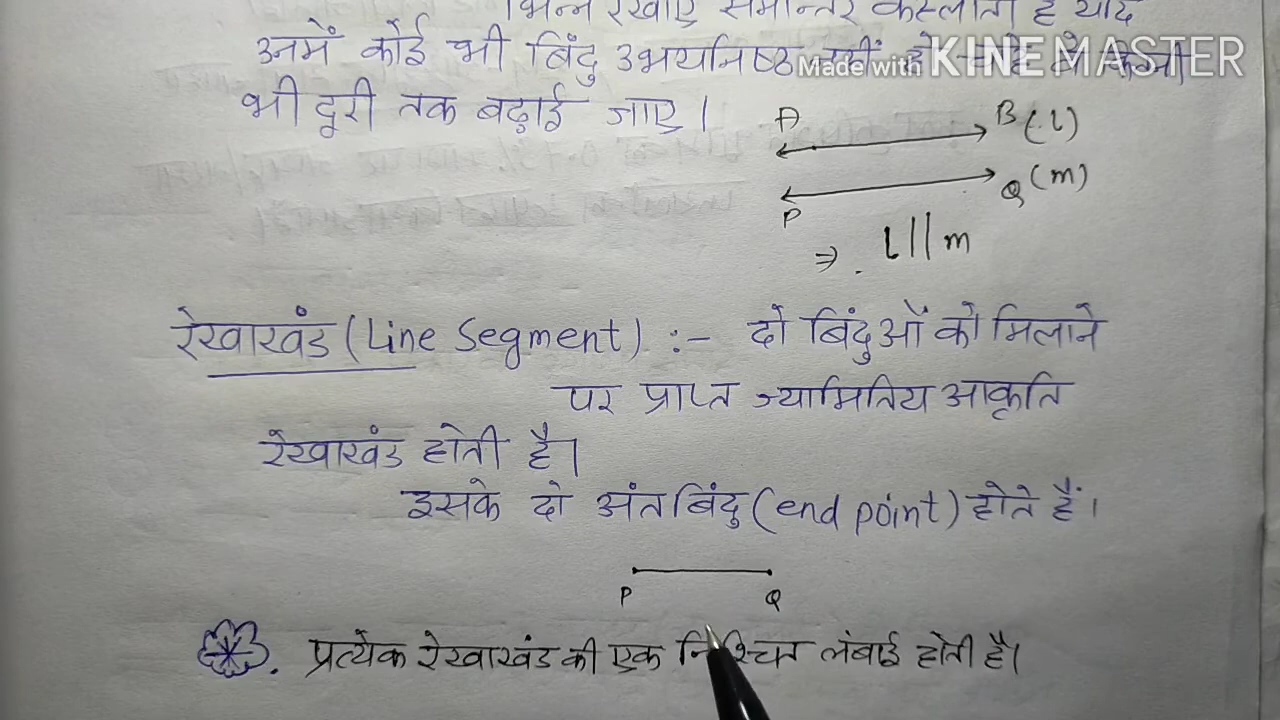 भिन्न रेखाएं समान्तर कहलाती है यदि
उनमें कोई भी बिंदु उभयनिष्ठ
भी दूरी तक बढ़ाई जाए।
Made with KINEMASTER
A B (l)
P Q (m)
⇒ l || m
रेखाखंड (Line Segment) :- दो बिंदुओं को मिलाने
पर प्राप्त ज्यामितिय आकृति
रेखाखंड होती है।
इसके दो अंतबिंदु (end point) होते हैं।
P Q
प्रत्येक रेखाखंड की एक निश्चित लंबाई होती है।